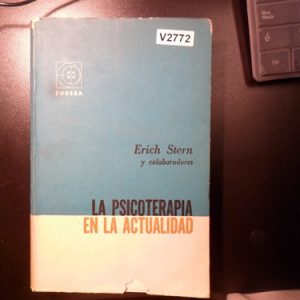 V2772
EUDEBA
Erich Stern
y colaboradores
LA PSICOTERAPIA
EN LA ACTUALIDAD